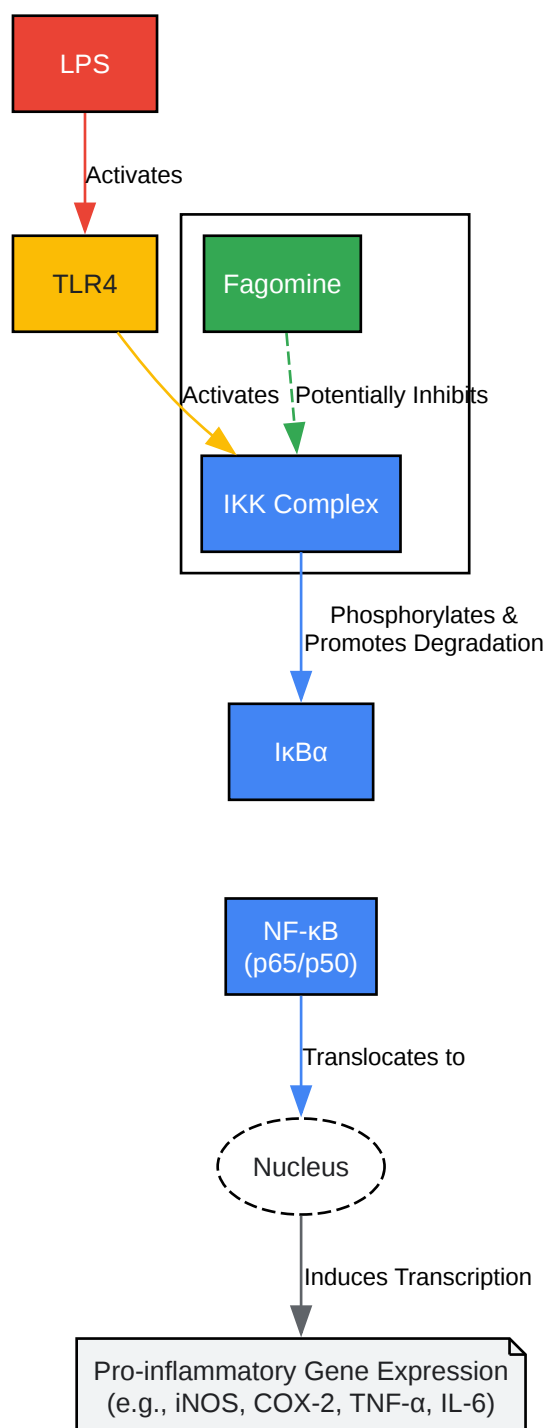 LPS
Activates
TLR4
Fagomine
Activates
Potentially Inhibits
IKK Complex
Phosphorylates &
Promotes Degradation
IκBα
NF-κB
(p65/p50)
Translocates to
Nucleus
Induces Transcription
Pro-inflammatory Gene Expression
(e.g., iNOS, COX-2, TNF-α, IL-6)